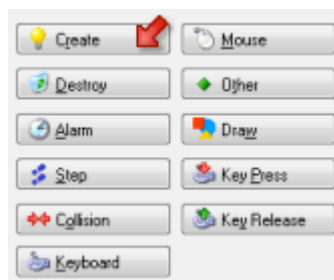 Create
Mouse
Destroy
Other
Alarm
Draw
Step
Key Press
Collision
Key Release
Keyboard